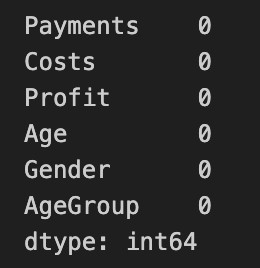 Payments    0
Costs       0
Profit      0
Age         0
Gender      0
AgeGroup    0
dtype: int64